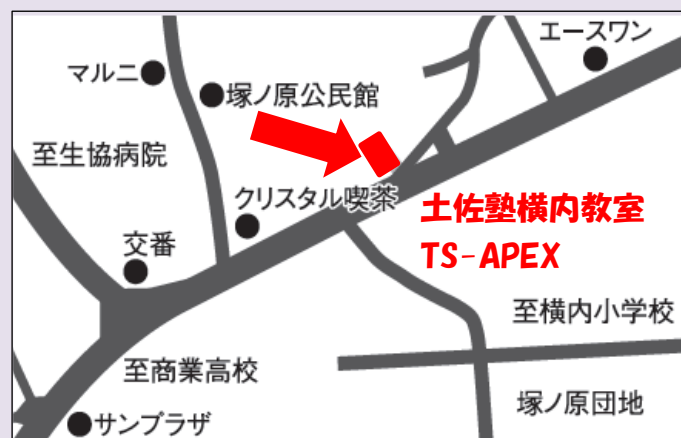 エースワン
マルニ
塚ノ原公民館
至生協病院
クリスタル喫茶
土佐塾横内教室
TS-APEX
交番
至横内小学校
至商業高校
塚ノ原団地
サンプラザ